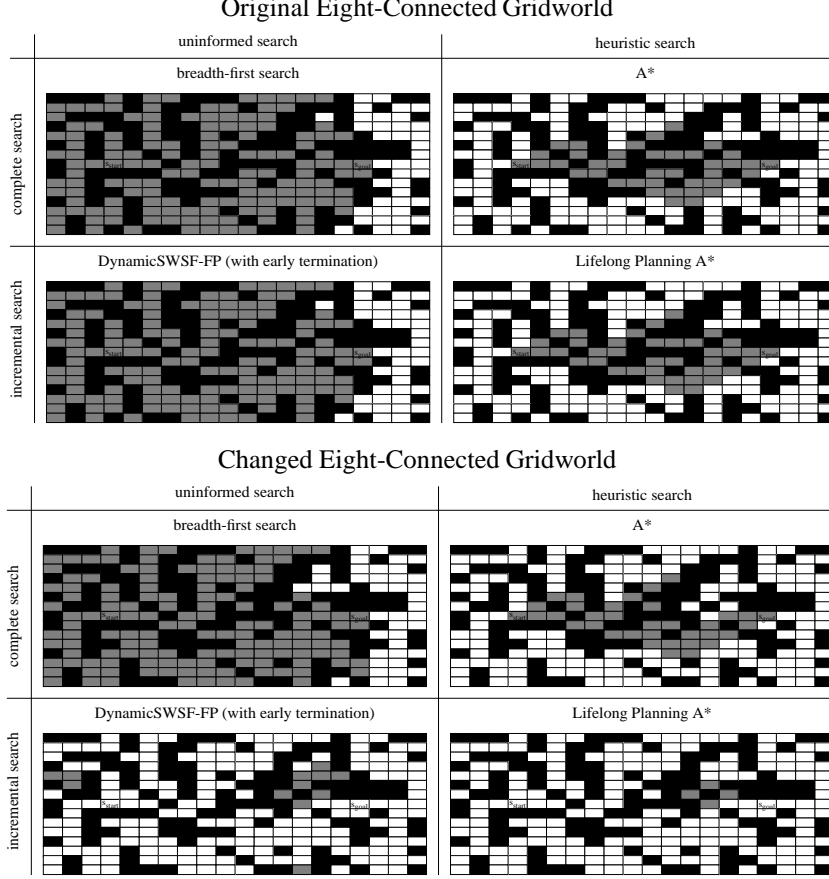 Original Eight-Connected Gridworld
uninformed search
heuristic search
breadth-first search
A*
complete search
sstart
sgoal
sstart
sgoal
DynamicSWSF-FP (with early termination)
Lifelong Planning A*
incremental search
sstart
sgoal
sstart
sgoal
Changed Eight-Connected Gridworld
uninformed search
heuristic search
breadth-first search
A*
complete search
sstart
sgoal
sstart
sgoal
DynamicSWSF-FP (with early termination)
Lifelong Planning A*
incremental search
sstart
sgoal
sstart
sgoal